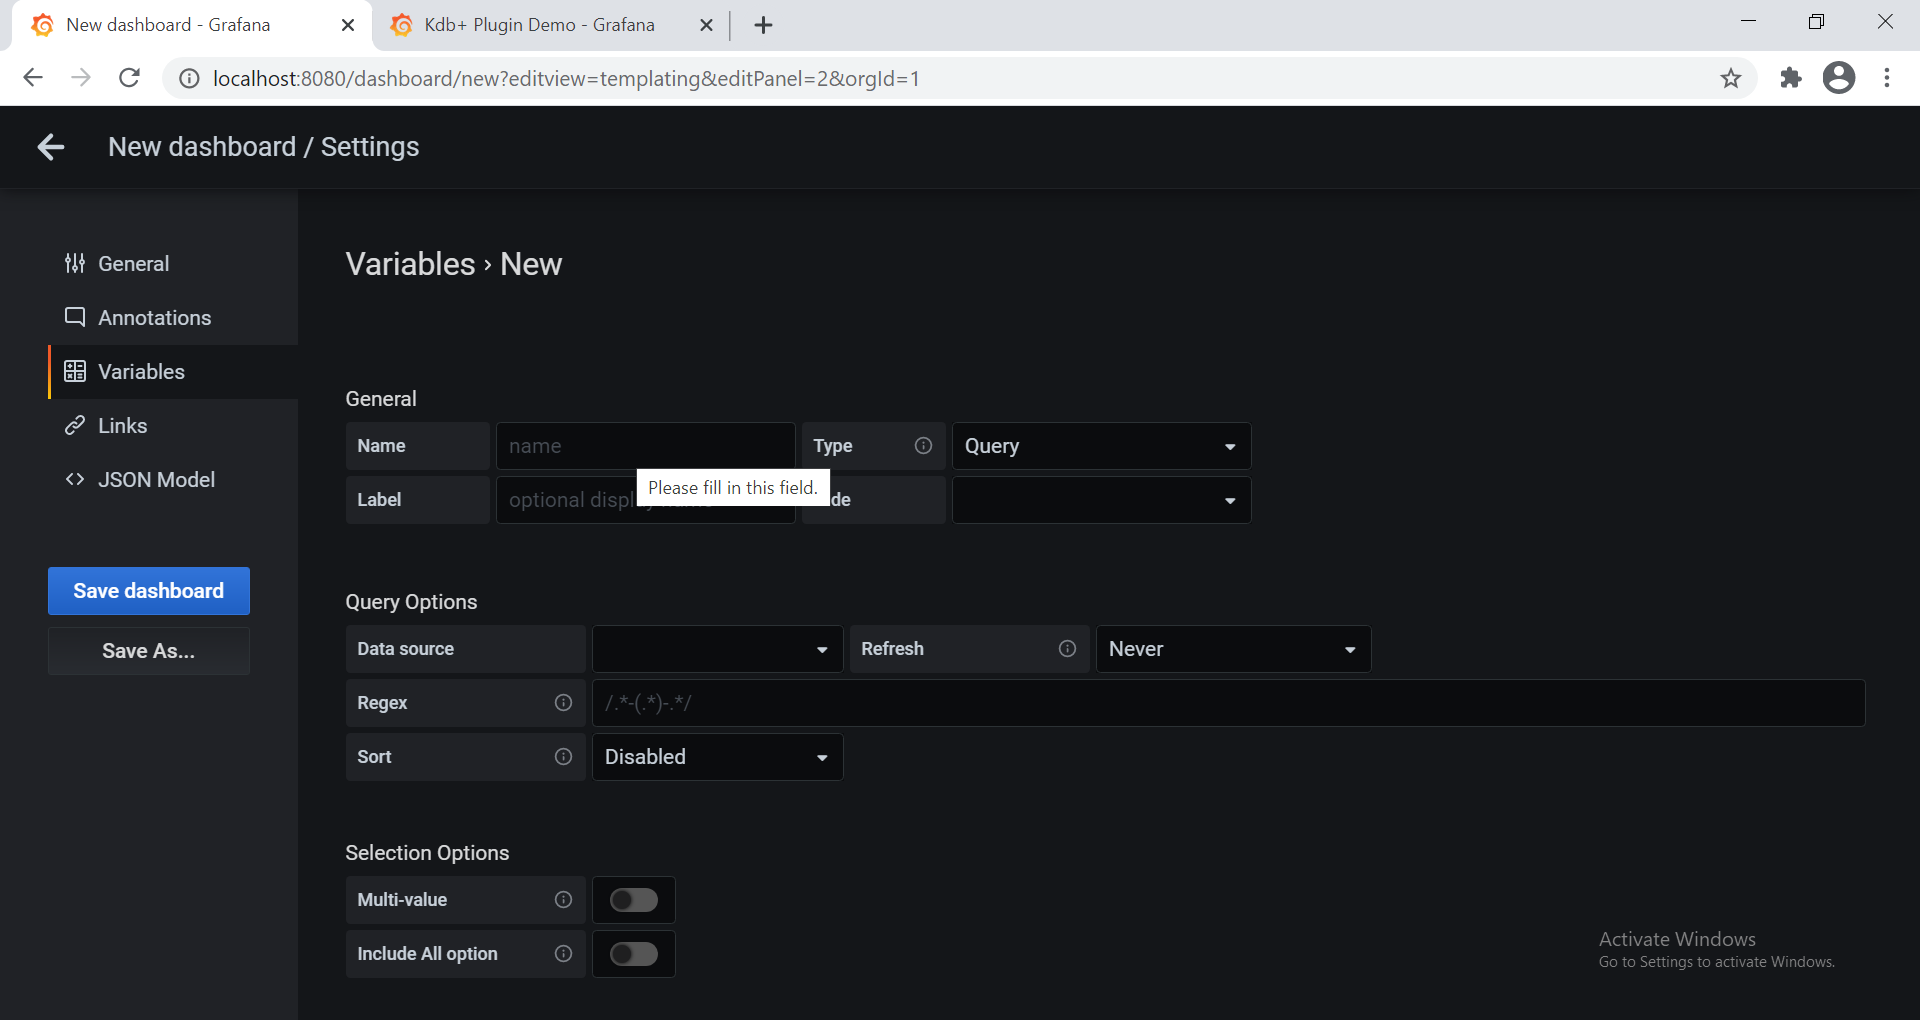 New dashboard - Grafana
Kdb+ Plugin Demo - Grafana
localhost:8080/dashboard/new?editview=templating&editPanel=2&orgId=1
New dashboard / Settings
General
Annotations
Variables
Links
JSON Model
Save dashboard
Save As...
Variables › New
General
Name
name
Type
Query
Please fill in this field.
Label
optional displ
de
Query Options
Data source
Refresh
Never
Regex
/.*-(.*)-.*/
Sort
Disabled
Selection Options
Multi-value
Include All option
Activate Windows
Go to Settings to activate Windows.